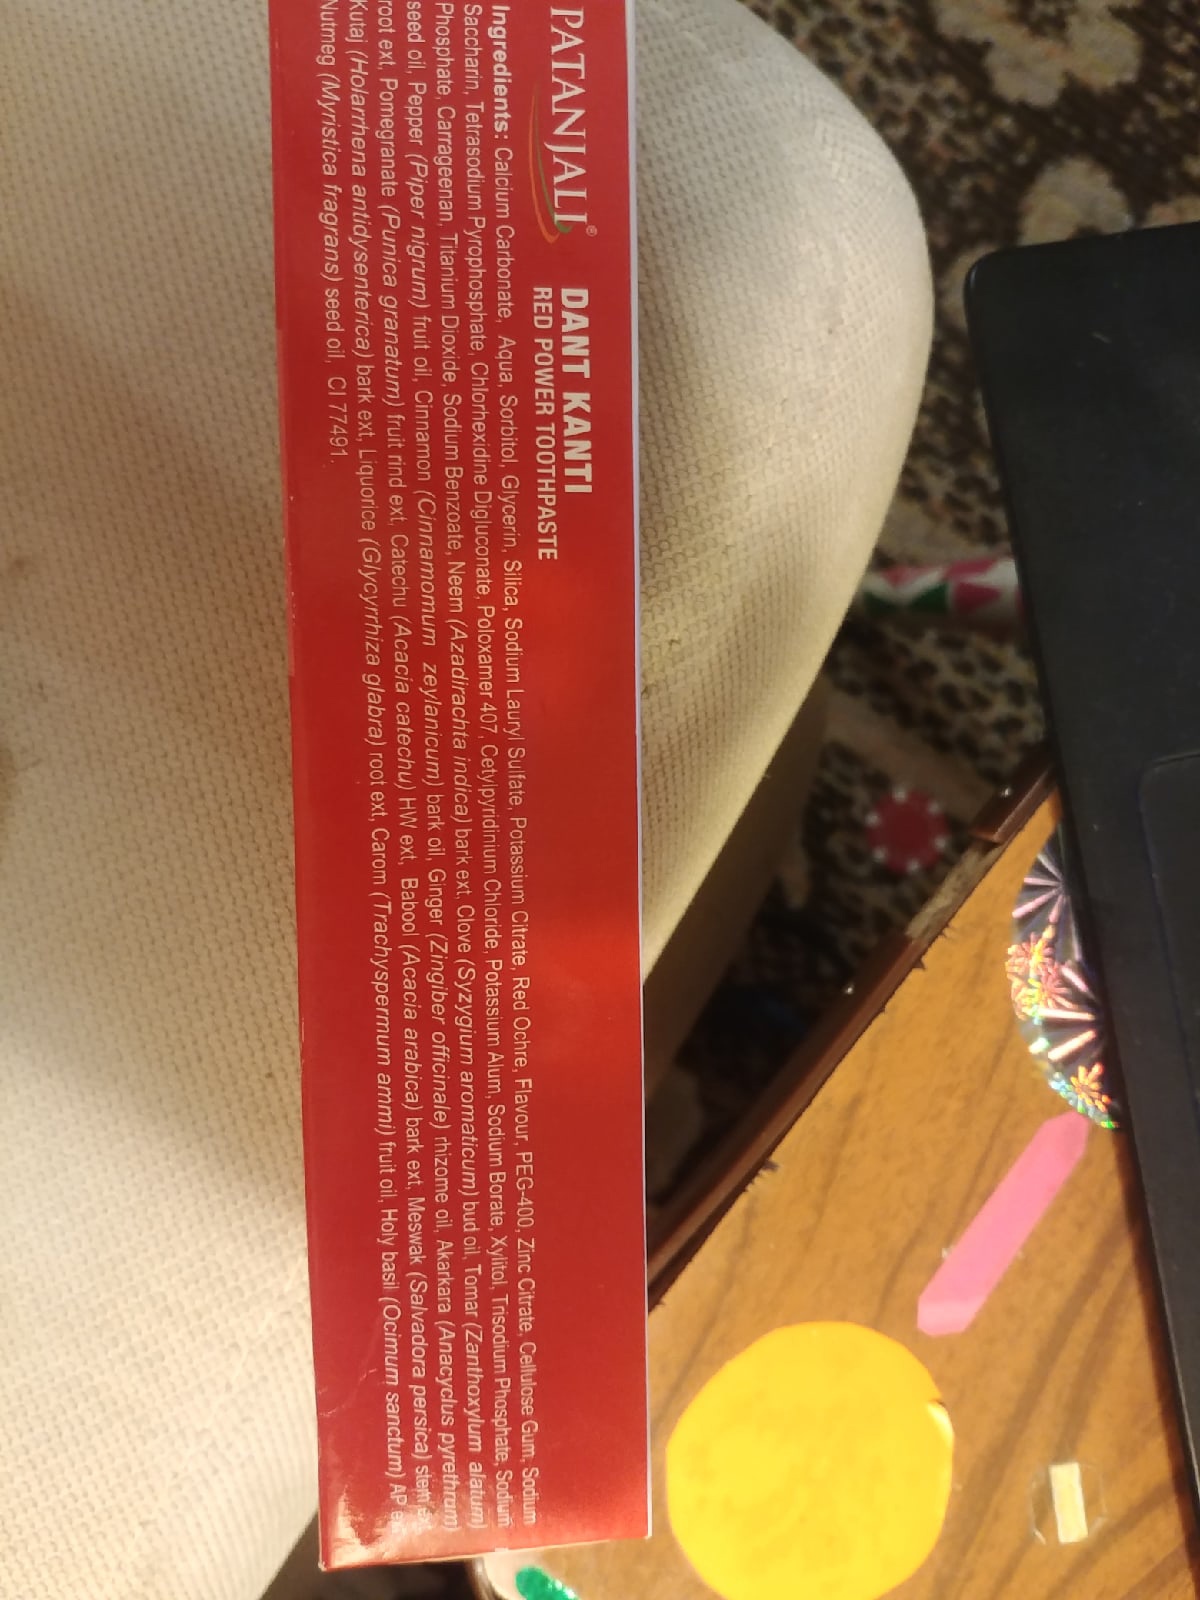 PATANJALI®
DANT KANTI
RED POWER TOOTHPASTE
Ingredients: Calcium Carbonate, Aqua, Sorbitol, Glycerin, Silica, Sodium Lauryl Sulfate, Potassium Citrate, Red Ochre, Flavour, PEG-400, Zinc Citrate, Cellulose Gum, Sodium
Saccharin, Tetrasodium Pyrophosphate, Chlorhexidine Digluconate, Poloxamer 407, Cetylpyridinium Chloride, Potassium Alum, Sodium Borate, Xylitol, Trisodium Phosphate, Sodium
Phosphate, Carrageenan, Titanium Dioxide, Sodium Benzoate, Neem (Azadirachta indica) bark ext, Clove (Syzygium aromaticum) bud oil, Tomar (Zanthoxylum alatum)
seed oil, Pepper (Piper nigrum) fruit oil, Cinnamon (Cinnamomum zeylanicum) bark oil, Ginger (Zingiber officinale) rhizome oil, Akarkara (Anacyclus pyrethrum)
root ext, Pomegranate (Punica granatum) fruit rind ext, Catechu (Acacia catechu) HW ext, Babool (Acacia arabica) bark ext, Meswak (Salvadora persica) stem ext,
Kutaj (Holarrhena antidysenterica) bark ext, Liquorice (Glycyrrhiza glabra) root ext, Carom (Trachyspermum ammi) fruit oil, Holy basil (Ocimum sanctum) AP ext,
Nutmeg (Myristica fragrans) seed oil, CI 77491.